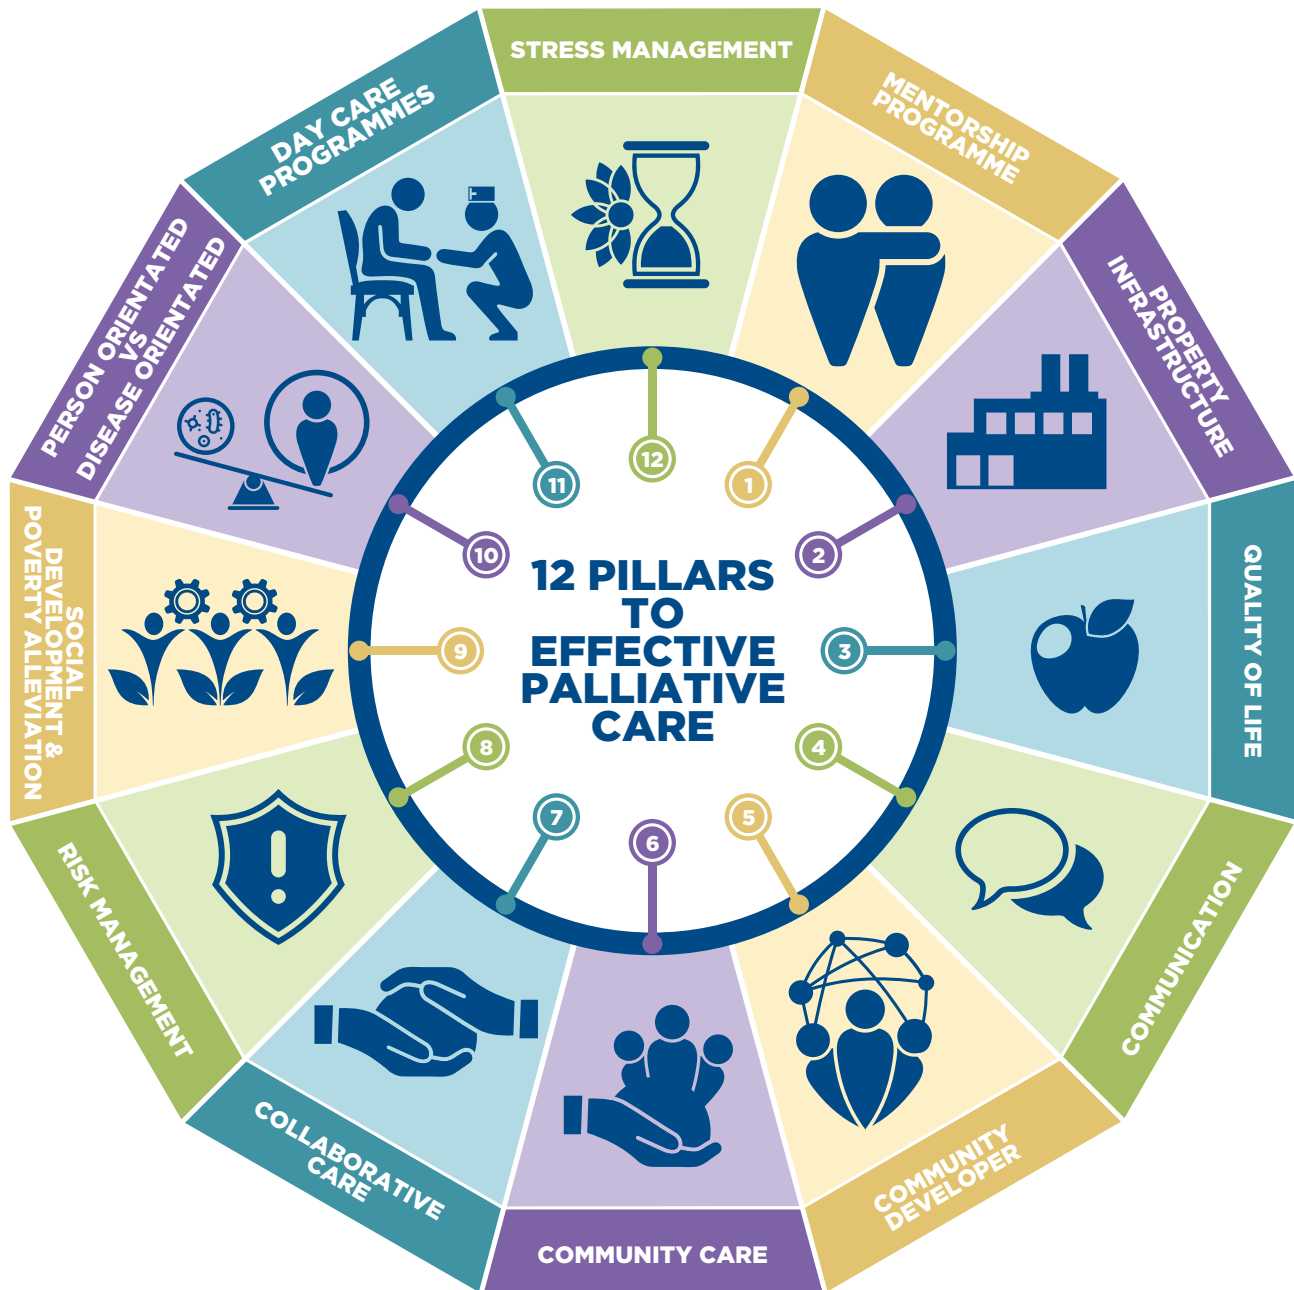 STRESS MANAGEMENT
MENTORSHIP
PROGRAMME
PROPERTY
INFRASTRUCTURE
QUALITY OF LIFE
COMMUNICATION
COMMUNITY
DEVELOPER
COMMUNITY CARE
COLLABORATIVE
CARE
RISK MANAGEMENT
SOCIAL
DEVELOPMENT &
POVERTY ALLEVIATION
PERSON ORIENTATED
VS
DISEASE ORIENTATED
DAY CARE
PROGRAMMES
12
1
2
3
4
5
6
7
8
9
10
11
12 PILLARS
TO
EFFECTIVE
PALLIATIVE
CARE